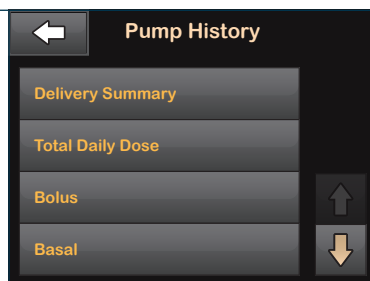 Pump History
Delivery Summary
Total Daily Dose
Bolus
Basal